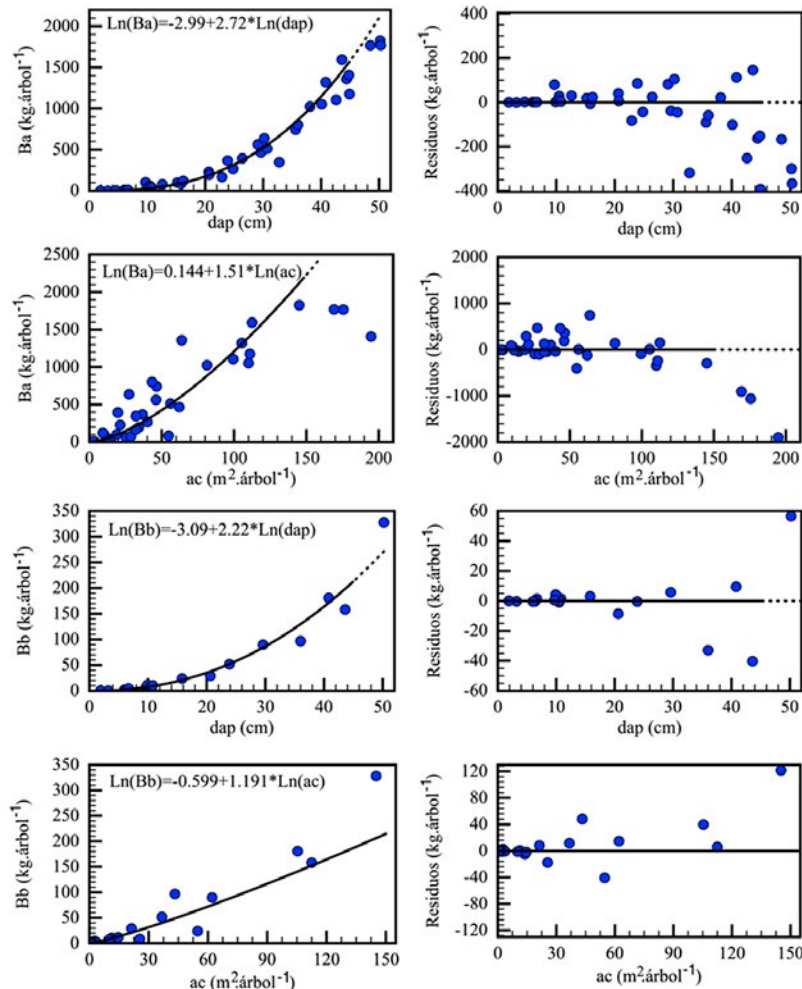 Ln(Ba)=-2.99+2.72*Ln(dap)
Ba (kg.árbol⁻¹)
2000
1500
1000
500
0
0 10 20 30 40 50
dap (cm)
Residuos (kg.árbol⁻¹)
400
200
0
-200
-400
0 10 20 30 40 50
dap (cm)
Ln(Ba)=0.144+1.51*Ln(ac)
Ba (kg.árbol⁻¹)
2500
2000
1500
1000
500
0
0 50 100 150 200
ac (m².árbol⁻¹)
Residuos (kg.árbol⁻¹)
2000
1000
0
-1000
-2000
0 50 100 150 200
ac (m².árbol⁻¹)
Ln(Bb)=-3.09+2.22*Ln(dap)
Bb (kg.árbol⁻¹)
350
300
250
200
150
100
50
0
0 10 20 30 40 50
dap (cm)
Residuos (kg.árbol⁻¹)
60
40
20
0
-20
-40
-60
0 10 20 30 40 50
dap (cm)
Ln(Bb)=-0.599+1.191*Ln(ac)
Bb (kg.árbol⁻¹)
350
300
250
200
150
100
50
0
0 30 60 90 120 150
ac (m².árbol⁻¹)
Residuos (kg.árbol⁻¹)
120
80
40
0
-40
-80
-120
0 30 60 90 120 150
ac (m².árbol⁻¹)